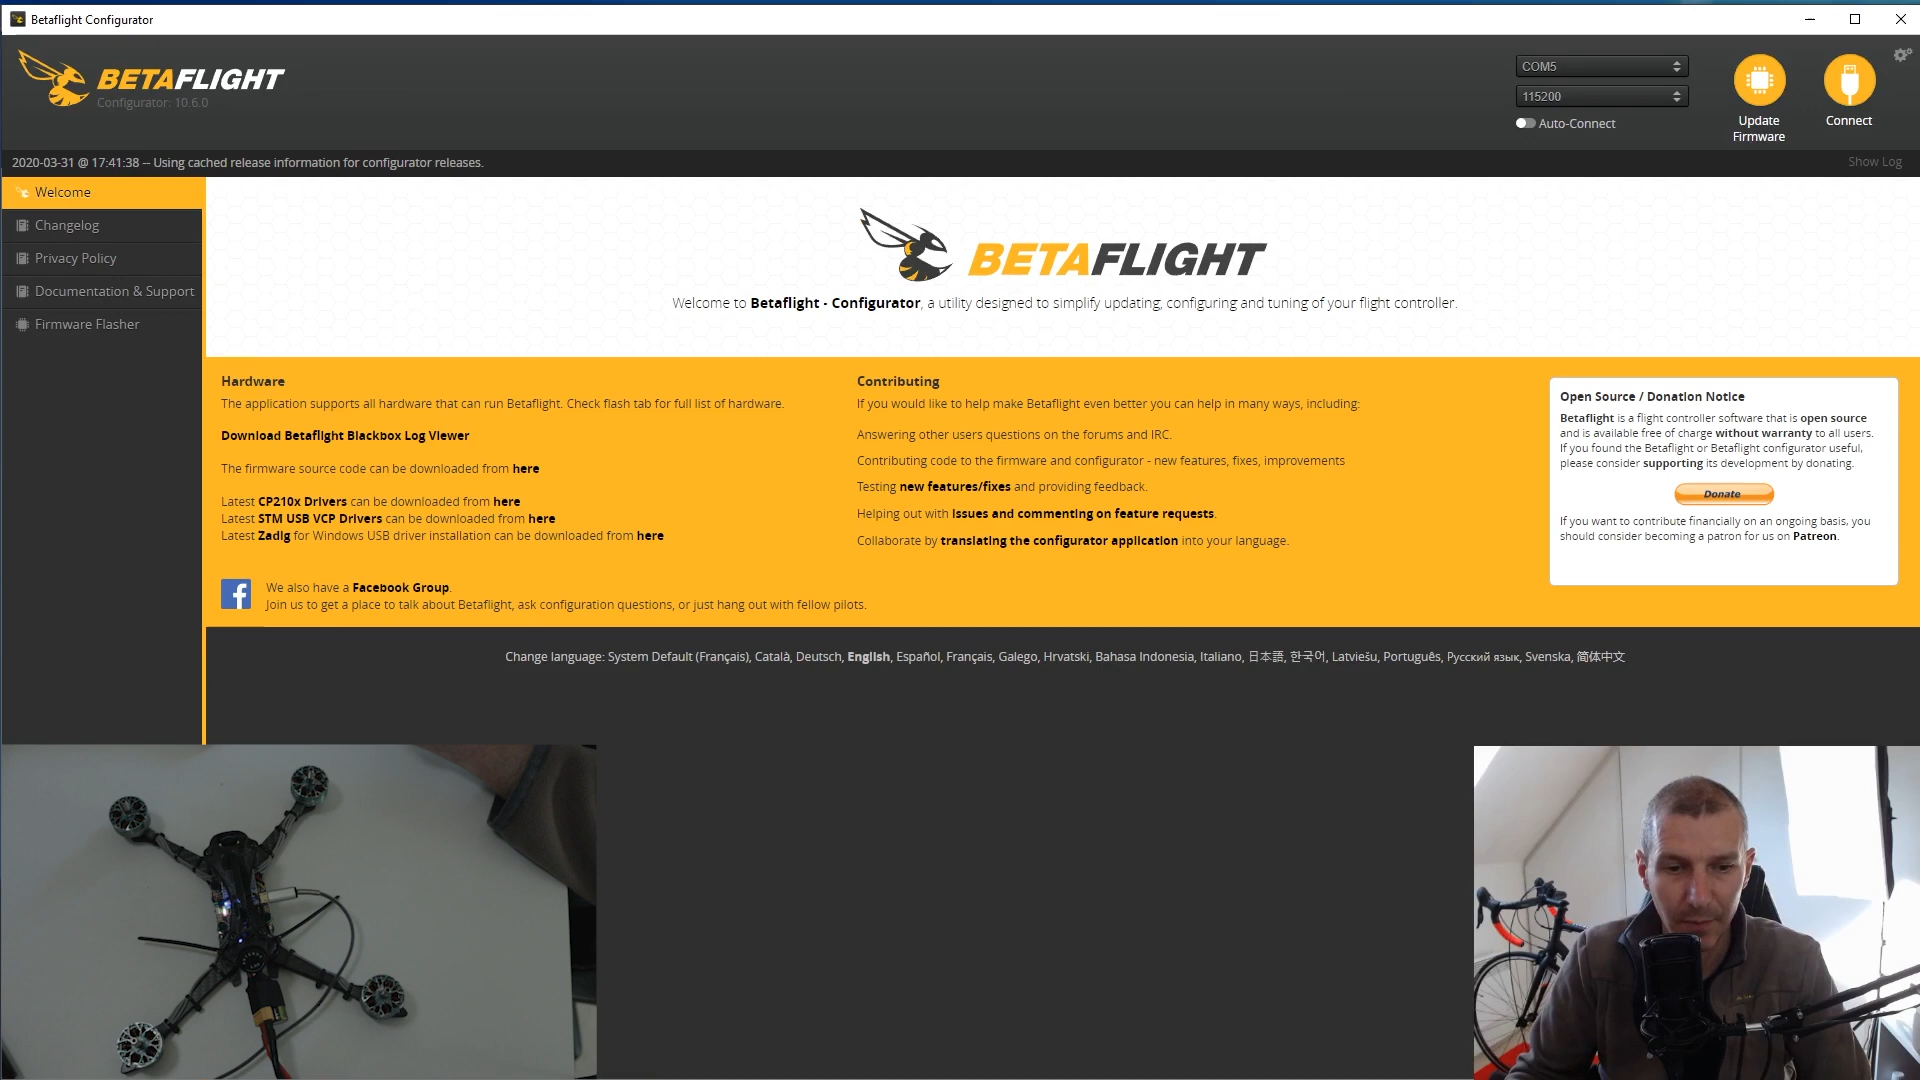 Betaflight Configurator
BETAFLIGHT
Configurator: 10.6.0
COM5
115200
Auto-Connect
Update
Firmware
Connect
2020-03-31 @ 17:41:38 -- Using cached release information for configurator releases.
Show Log
Welcome
Changelog
Privacy Policy
Documentation & Support
Firmware Flasher
BETAFLIGHT
Welcome to Betaflight - Configurator, a utility designed to simplify updating, configuring and tuning of your flight controller.
Hardware
The application supports all hardware that can run Betaflight. Check flash tab for full list of hardware.
Download Betaflight Blackbox Log Viewer
The firmware source code can be downloaded from here
Latest CP210x Drivers can be downloaded from here
Latest STM USB VCP Drivers can be downloaded from here
Latest Zadig for Windows USB driver installation can be downloaded from here
We also have a Facebook Group.
Join us to get a place to talk about Betaflight, ask configuration questions, or just hang out with fellow pilots.
Contributing
If you would like to help make Betaflight even better you can help in many ways, including:
Answering other users questions on the forums and IRC.
Contributing code to the firmware and configurator - new features, fixes, improvements
Testing new features/fixes and providing feedback.
Helping out with issues and commenting on feature requests.
Collaborate by translating the configurator application into your language.
Open Source / Donation Notice
Betaflight is a flight controller software that is open source
and is available free of charge without warranty to all users.
If you found the Betaflight or Betaflight configurator useful,
please consider supporting its development by donating.
Donate
If you want to contribute financially on an ongoing basis, you
should consider becoming a patron for us on Patreon.
Change language: System Default (Français), Català, Deutsch, English, Español, Français, Galego, Hrvatski, Bahasa Indonesia, Italiano, 日本語, 한국어, Latviešu, Português, Русский язык, Svenska, 简体中文